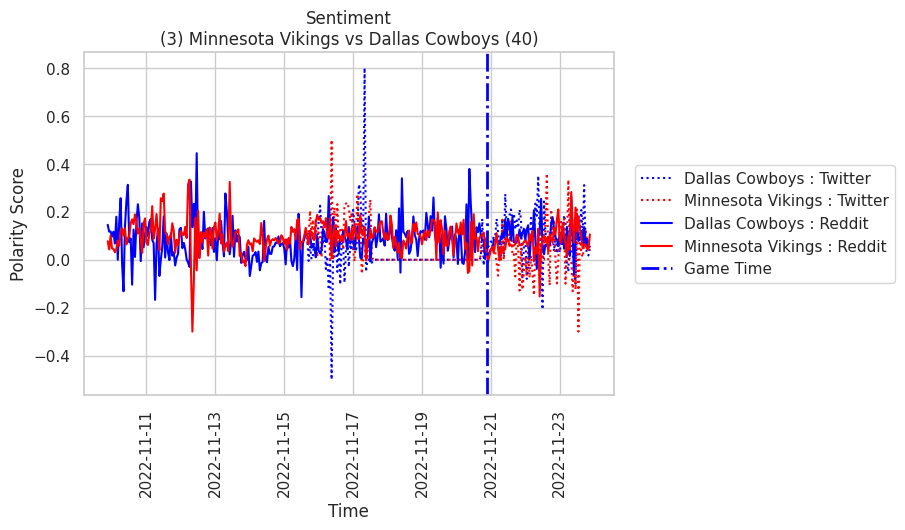 Sentiment
(3) Minnesota Vikings vs Dallas Cowboys (40)
Polarity Score
0.8
0.6
0.4
0.2
0.0
−0.2
−0.4
2022-11-11
2022-11-13
2022-11-15
2022-11-17
2022-11-19
2022-11-21
2022-11-23
Time
Dallas Cowboys : Twitter
Minnesota Vikings : Twitter
Dallas Cowboys : Reddit
Minnesota Vikings : Reddit
Game Time